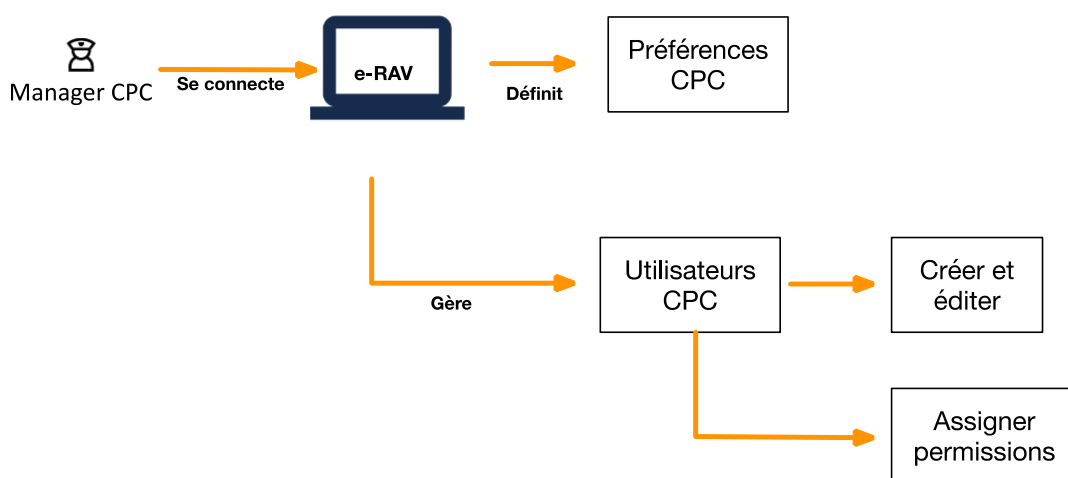 Manager CPC
Se connecte
e-RAV
Définit
Préférences
CPC
Gère
Utilisateurs
CPC
Créer et
éditer
Assigner
permissions